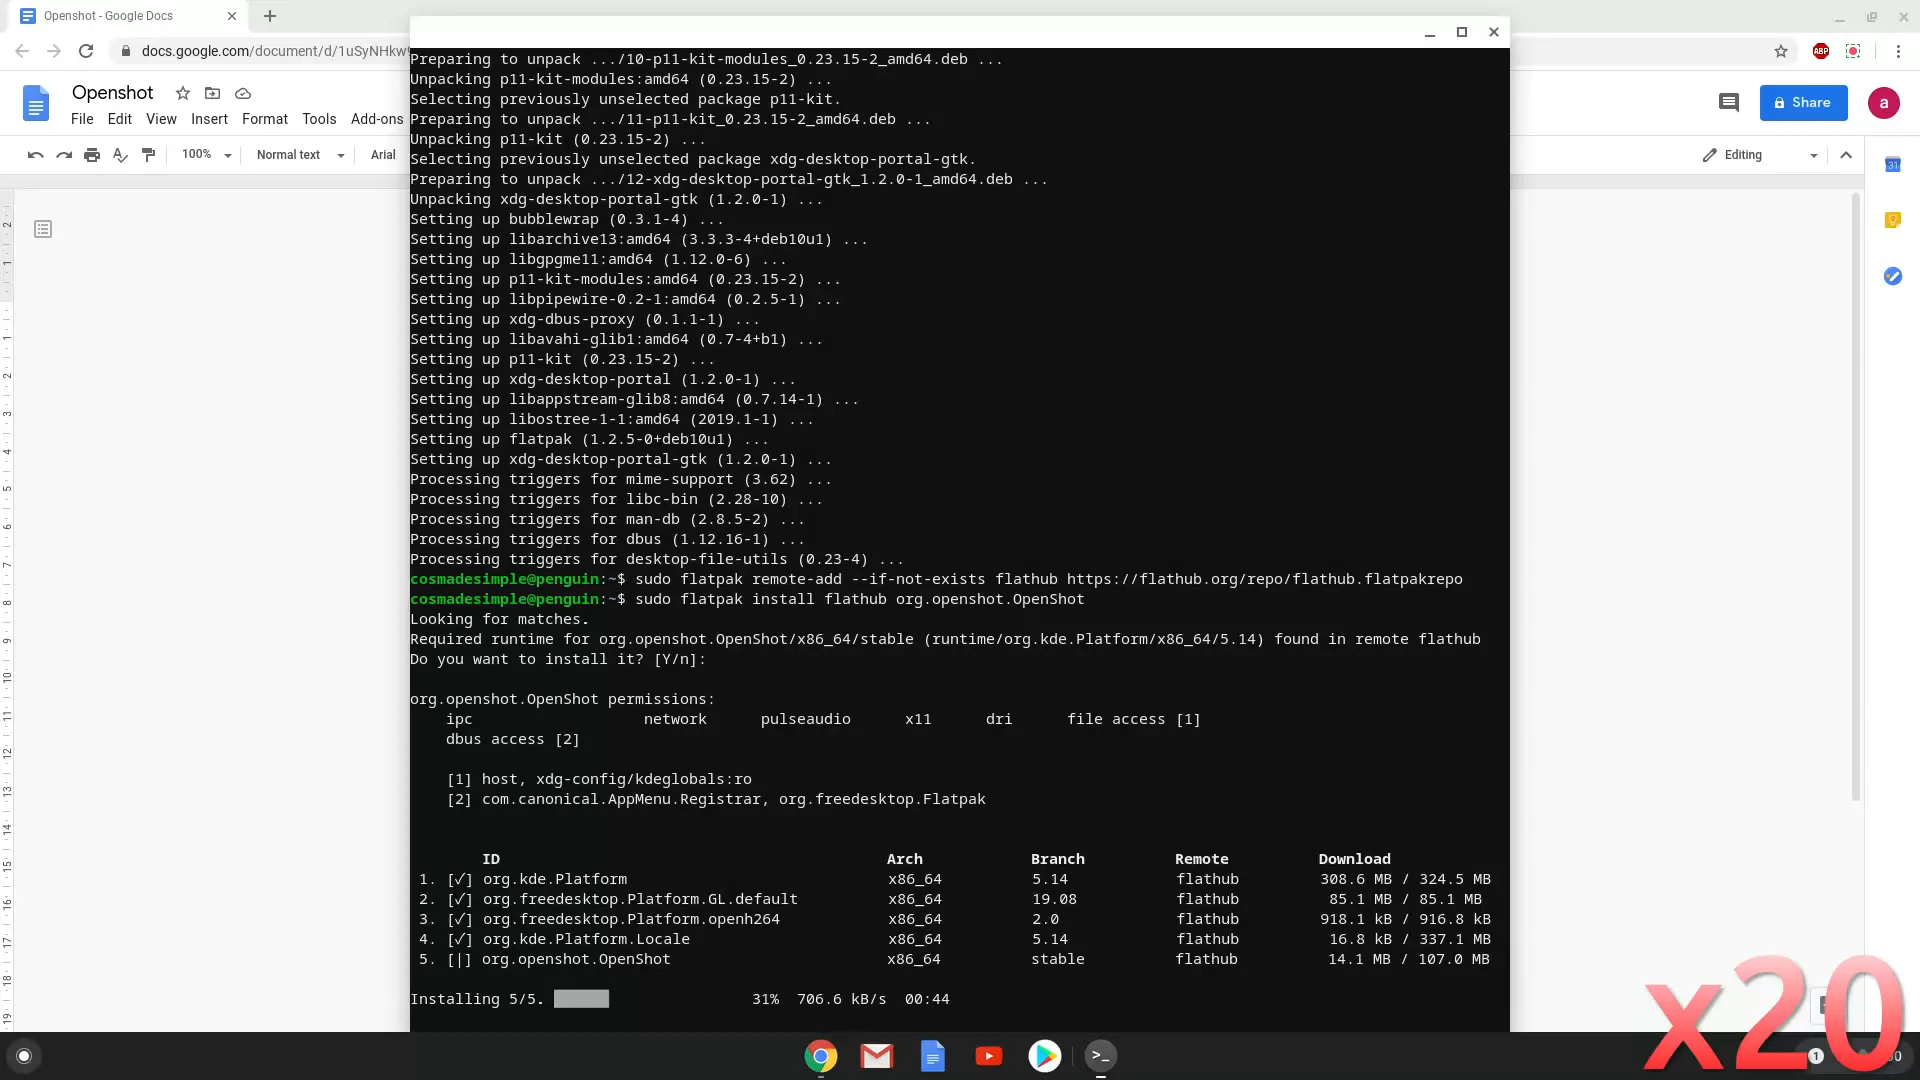 Openshot - Google Docs
docs.google.com/document/d/1uSyNHkw
ABP
Openshot
File Edit View Insert Format Tools Add-ons
Share
a
100% Normal text Arial
Editing
31
Preparing to unpack .../10-p11-kit-modules_0.23.15-2_amd64.deb ...
Unpacking p11-kit-modules:amd64 (0.23.15-2) ...
Selecting previously unselected package p11-kit.
Preparing to unpack .../11-p11-kit_0.23.15-2_amd64.deb ...
Unpacking p11-kit (0.23.15-2) ...
Selecting previously unselected package xdg-desktop-portal-gtk.
Preparing to unpack .../12-xdg-desktop-portal-gtk_1.2.0-1_amd64.deb ...
Unpacking xdg-desktop-portal-gtk (1.2.0-1) ...
Setting up bubblewrap (0.3.1-4) ...
Setting up libarchive13:amd64 (3.3.3-4+deb10u1) ...
Setting up libgpgme11:amd64 (1.12.0-6) ...
Setting up p11-kit-modules:amd64 (0.23.15-2) ...
Setting up libpipewire-0.2-1:amd64 (0.2.5-1) ...
Setting up xdg-dbus-proxy (0.1.1-1) ...
Setting up libavahi-glib1:amd64 (0.7-4+b1) ...
Setting up p11-kit (0.23.15-2) ...
Setting up xdg-desktop-portal (1.2.0-1) ...
Setting up libappstream-glib8:amd64 (0.7.14-1) ...
Setting up libostree-1-1:amd64 (2019.1-1) ...
Setting up flatpak (1.2.5-0+deb10u1) ...
Setting up xdg-desktop-portal-gtk (1.2.0-1) ...
Processing triggers for mime-support (3.62) ...
Processing triggers for libc-bin (2.28-10) ...
Processing triggers for man-db (2.8.5-2) ...
Processing triggers for dbus (1.12.16-1) ...
Processing triggers for desktop-file-utils (0.23-4) ...
cosmadesimple@penguin:~$ sudo flatpak remote-add --if-not-exists flathub https://flathub.org/repo/flathub.flatpakrepo
cosmadesimple@penguin:~$ sudo flatpak install flathub org.openshot.OpenShot
Looking for matches.
Required runtime for org.openshot.OpenShot/x86_64/stable (runtime/org.kde.Platform/x86_64/5.14) found in remote flathub
Do you want to install it? [Y/n]:
org.openshot.OpenShot permissions:
ipc network pulseaudio x11 dri file access [1]
dbus access [2]
[1] host, xdg-config/kdeglobals:ro
[2] com.canonical.AppMenu.Registrar, org.freedesktop.Flatpak
ID Arch Branch Remote Download
1. [✓] org.kde.Platform x86_64 5.14 flathub 308.6 MB / 324.5 MB
2. [✓] org.freedesktop.Platform.GL.default x86_64 19.08 flathub 85.1 MB / 85.1 MB
3. [✓] org.freedesktop.Platform.openh264 x86_64 2.0 flathub 918.1 kB / 916.8 kB
4. [✓] org.kde.Platform.Locale x86_64 5.14 flathub 16.8 kB / 337.1 MB
5. [|] org.openshot.OpenShot x86_64 stable flathub 14.1 MB / 107.0 MB
Installing 5/5. 31% 706.6 kB/s 00:44
x20
1